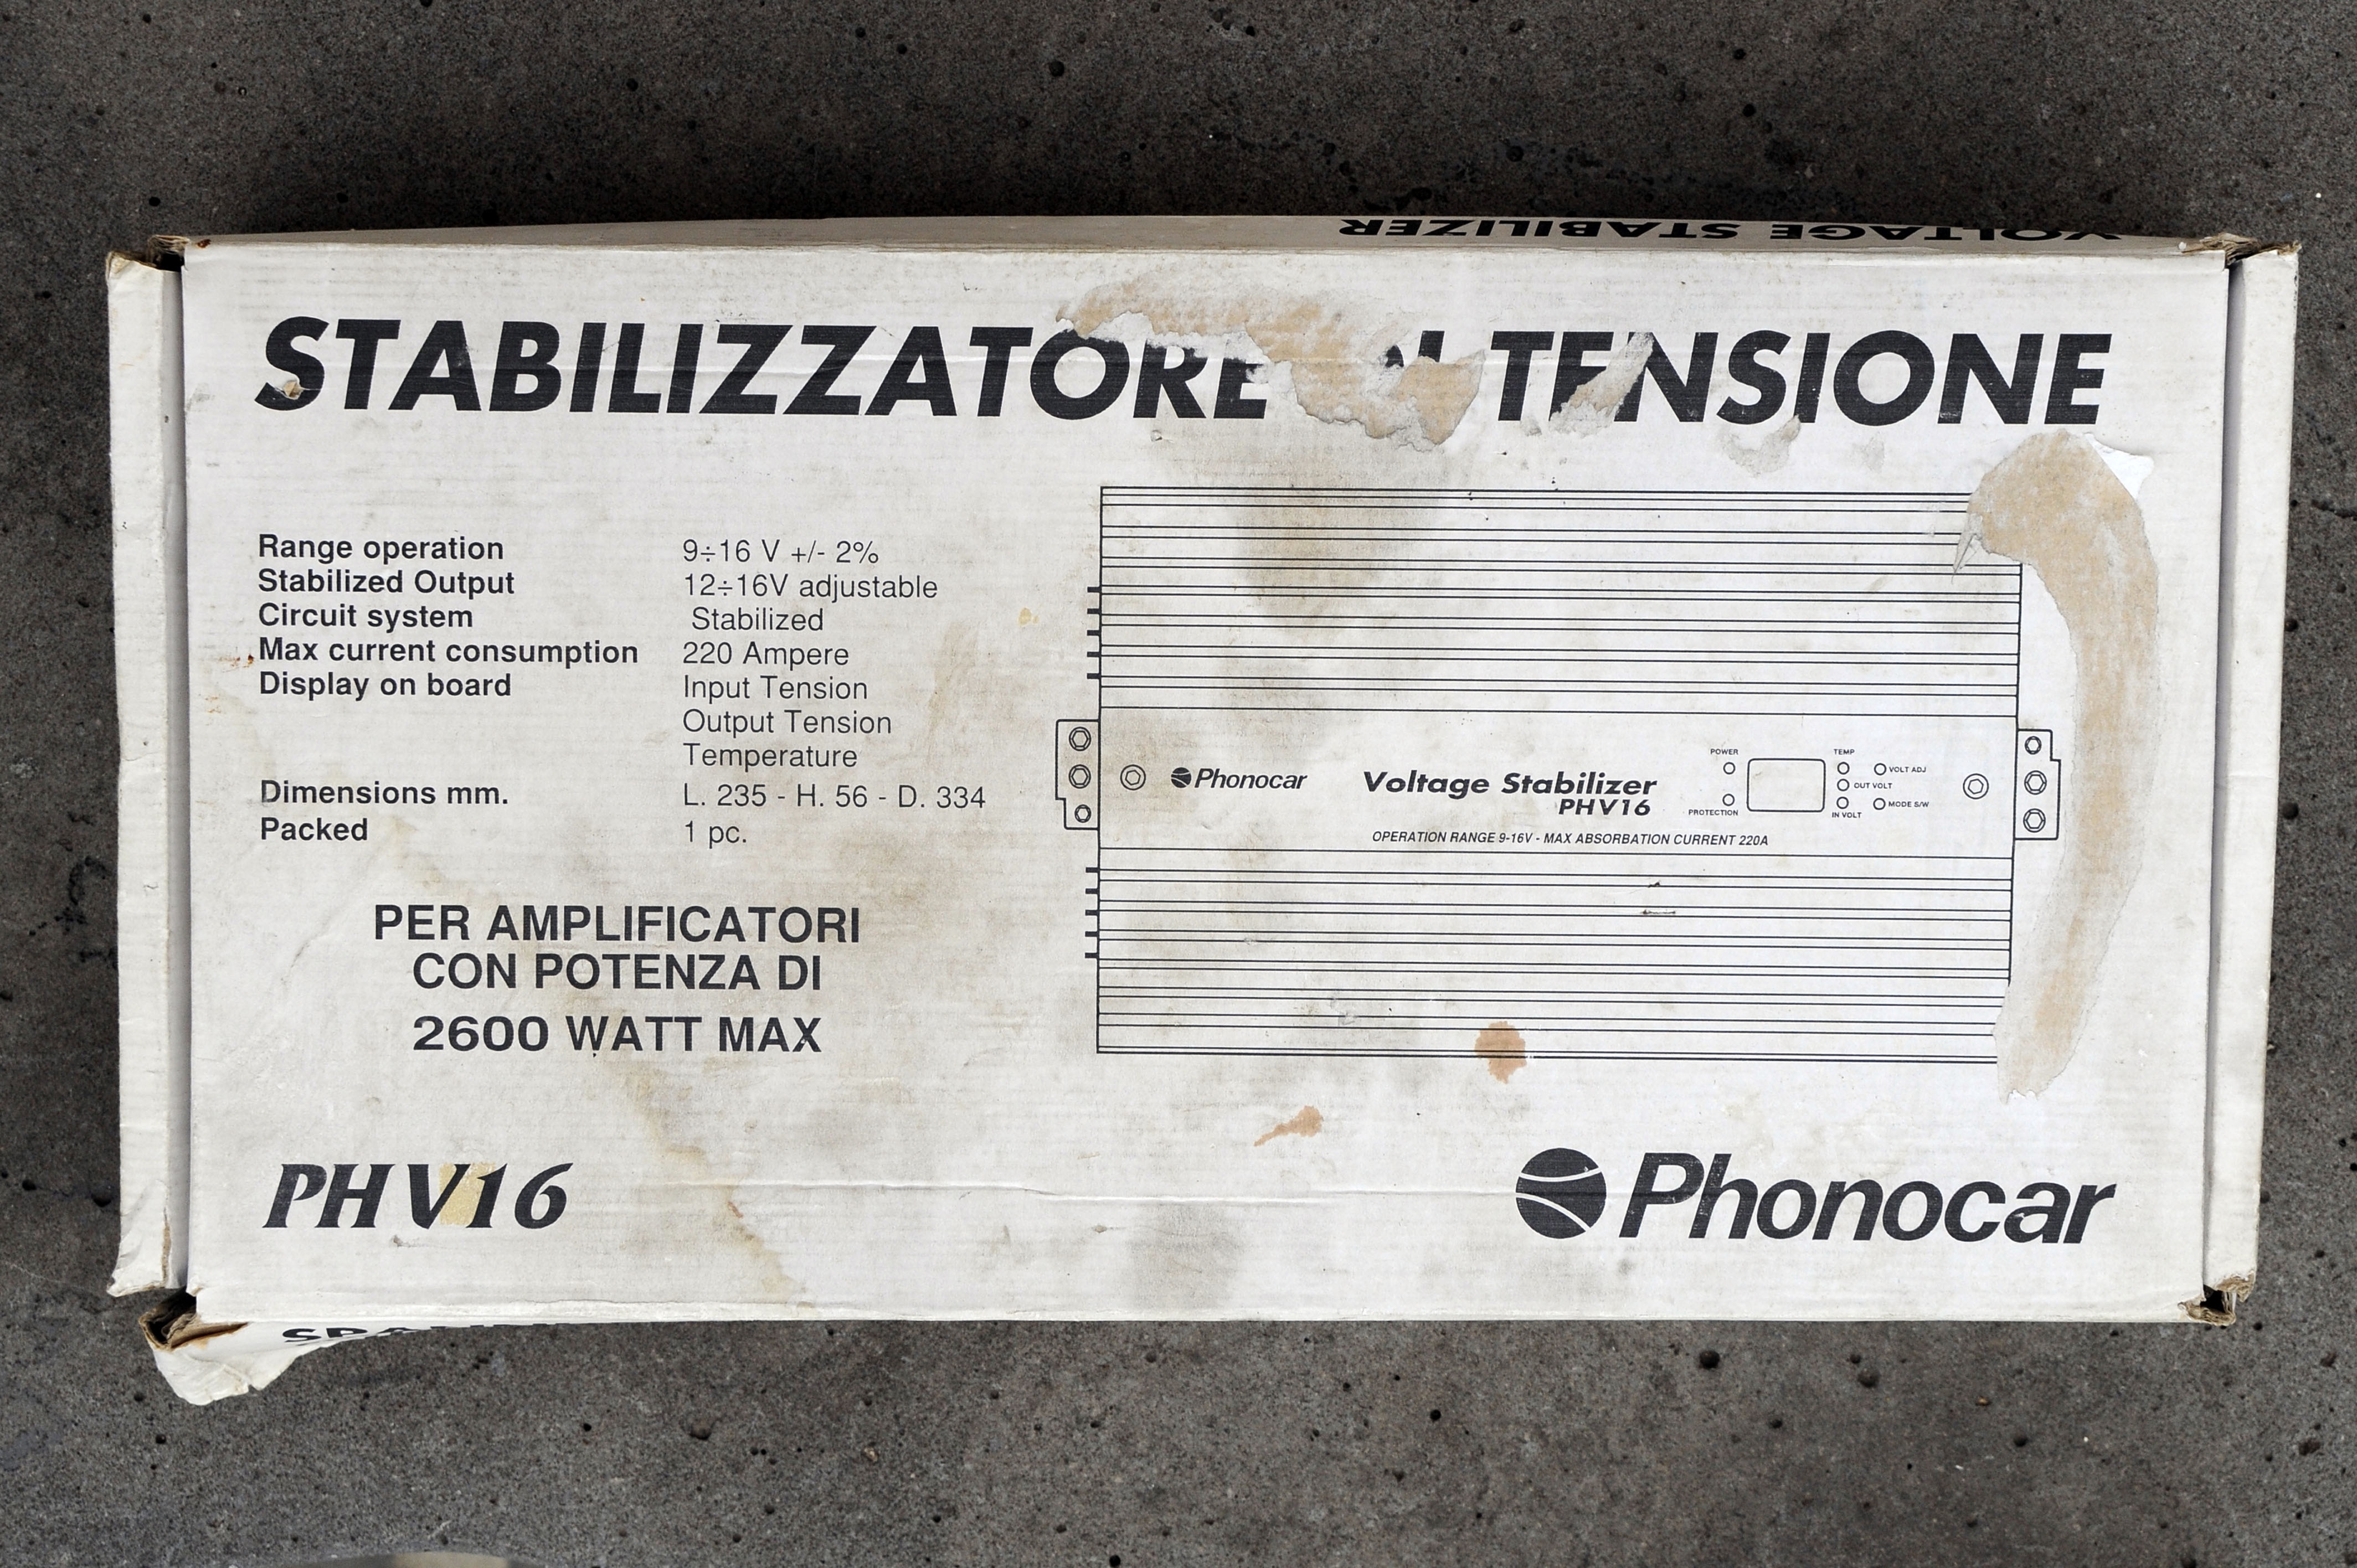 VOLTAGE STABILIZER
STABILIZZATORE TENSIONE
Range operation 9÷16 V +/- 2%
Stabilized Output 12÷16V adjustable
Circuit system Stabilized
Max current consumption 220 Ampere
Display on board Input Tension
Output Tension
Temperature
Dimensions mm. L. 235 - H. 56 - D. 334
Packed 1 pc.
PER AMPLIFICATORI
CON POTENZA DI
2600 WATT MAX
Phonocar
Voltage Stabilizer
PHV16
OPERATION RANGE 9-16V - MAX ABSORBATION CURRENT 220A
POWER
PROTECTION
TEMP
OUT VOLT
IN VOLT
VOLT ADJ
MODE S/W
PHV16
Phonocar